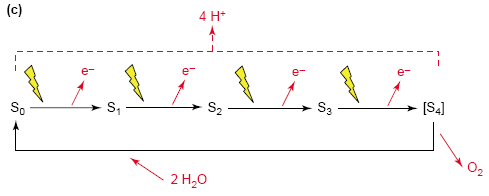 (c)
4 H⁺
e⁻ e⁻ e⁻ e⁻
S₀ S₁ S₂ S₃ [S₄]
2 H₂O
O₂